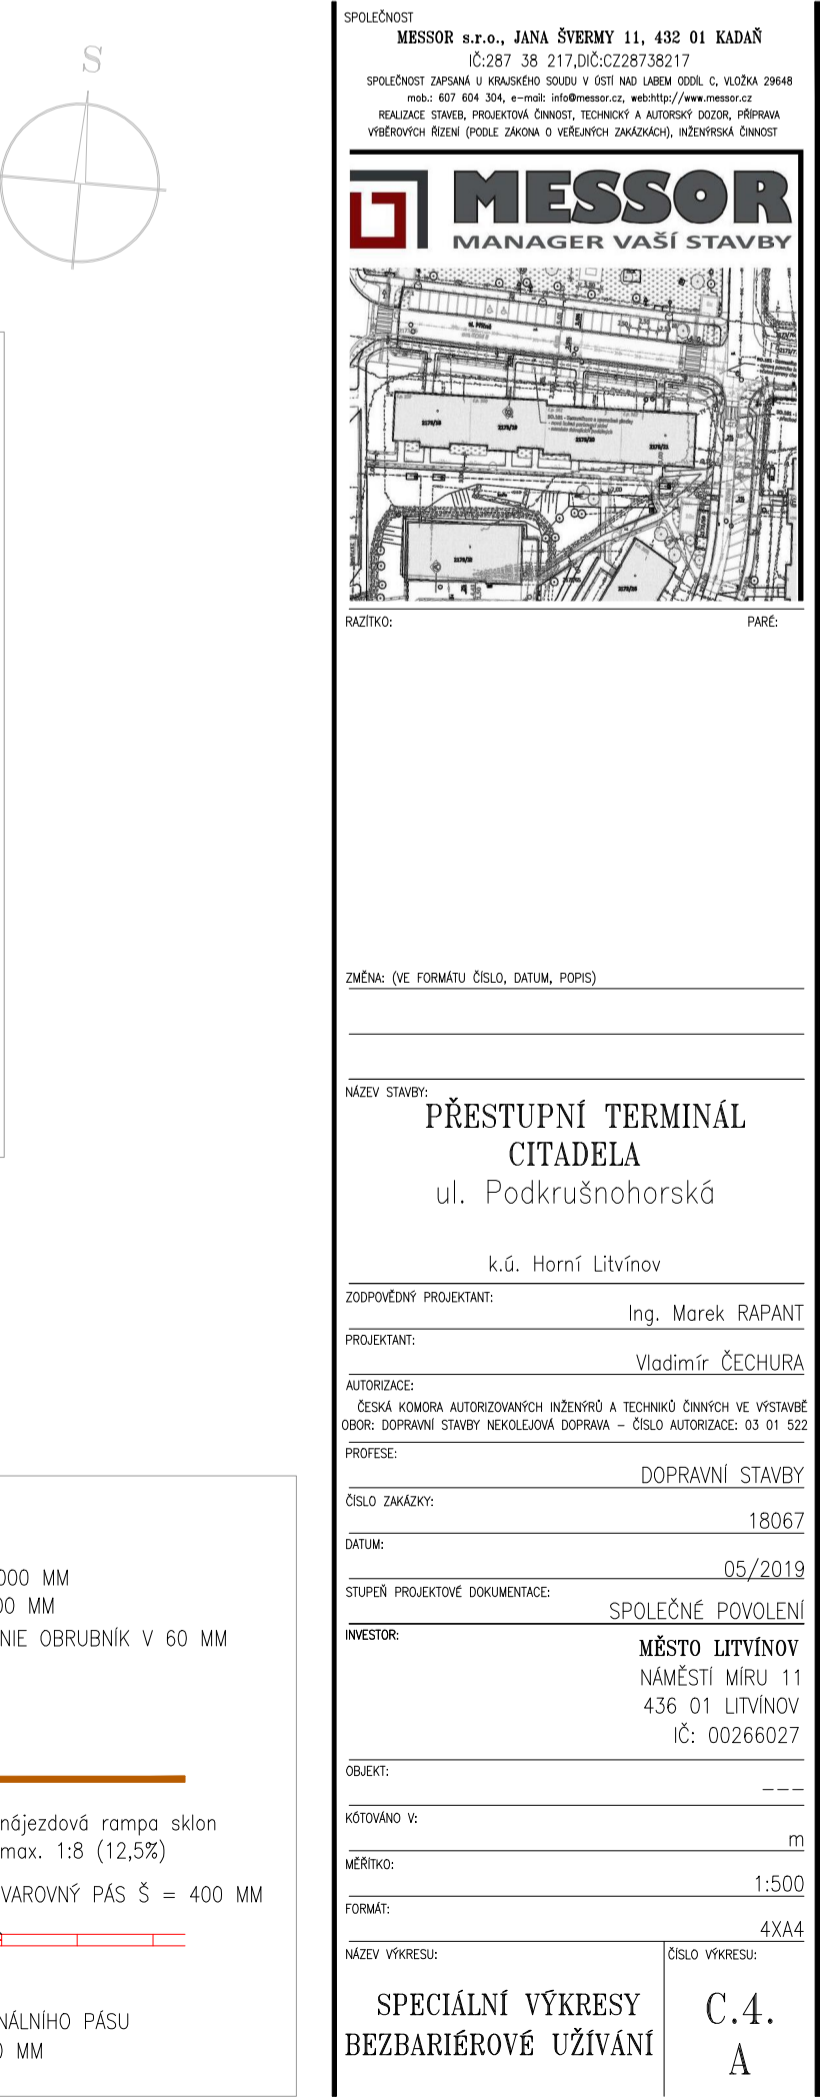 S
SPOLEČNOST
MESSOR s.r.o., JANA ŠVERMY 11, 432 01 KADAŇ
IČ:287 38 217,DIČ:CZ28738217
SPOLEČNOST ZAPSANÁ U KRAJSKÉHO SOUDU V ÚSTÍ NAD LABEM ODDÍL C, VLOŽKA 29648
mob.: 607 604 304, e-mail: info@messor.cz, web:http://www.messor.cz
REALIZACE STAVEB, PROJEKTOVÁ ČINNOST, TECHNICKÝ A AUTORSKÝ DOZOR, PŘÍPRAVA
VÝBĚROVÝCH ŘÍZENÍ (PODLE ZÁKONA O VEŘEJNÝCH ZAKÁZKÁCH), INŽENÝRSKÁ ČINNOST
MESSOR
MANAGER VAŠÍ STAVBY
RAZÍTKO: PARÉ:
ZMĚNA: (VE FORMÁTU ČÍSLO, DATUM, POPIS)
NÁZEV STAVBY:
PŘESTUPNÍ TERMINÁL
CITADELA
ul. Podkrušnohorská
k.ú. Horní Litvínov
ZODPOVĚDNÝ PROJEKTANT:
Ing. Marek RAPANT
PROJEKTANT:
Vladimír ČECHURA
AUTORIZACE:
ČESKÁ KOMORA AUTORIZOVANÝCH INŽENÝRŮ A TECHNIKŮ ČINNÝCH VE VÝSTAVBĚ
OBOR: DOPRAVNÍ STAVBY NEKOLEJOVÁ DOPRAVA – ČÍSLO AUTORIZACE: 03 01 522
PROFESE:
DOPRAVNÍ STAVBY
ČÍSLO ZAKÁZKY:
18067
DATUM:
05/2019
STUPEŇ PROJEKTOVÉ DOKUMENTACE:
SPOLEČNÉ POVOLENÍ
INVESTOR:
MĚSTO LITVÍNOV
NÁMĚSTÍ MÍRU 11
436 01 LITVÍNOV
IČ: 00266027
OBJEKT:
---
KÓTOVÁNO V:
m
MĚŘÍTKO:
1:500
FORMÁT:
4XA4
NÁZEV VÝKRESU:
SPECIÁLNÍ VÝKRESY
BEZBARIÉROVÉ UŽÍVÁNÍ
ČÍSLO VÝKRESU:
C.4.
A
000 MM
00 MM
NIE OBRUBNÍK V 60 MM
nájezdová rampa sklon
max. 1:8 (12,5%)
VAROVNÝ PÁS Š = 400 MM
NÁLNÍHO PÁSU
0 MM